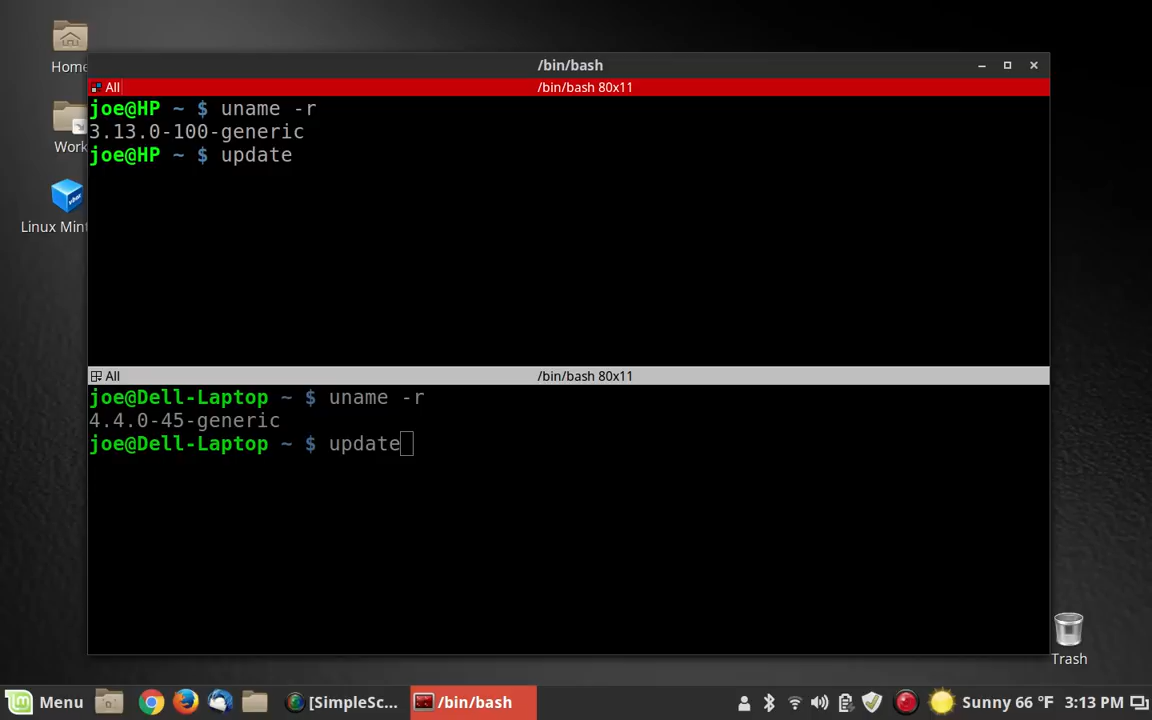 Home
Work
Linux Mint
/bin/bash
All
/bin/bash 80x11
joe@HP ~ $ uname -r
3.13.0-100-generic
joe@HP ~ $ update
All
/bin/bash 80x11
joe@Dell-Laptop ~ $ uname -r
4.4.0-45-generic
joe@Dell-Laptop ~ $ update
Trash
Menu
[SimpleSc...
/bin/bash
Sunny 66 °F
3:13 PM